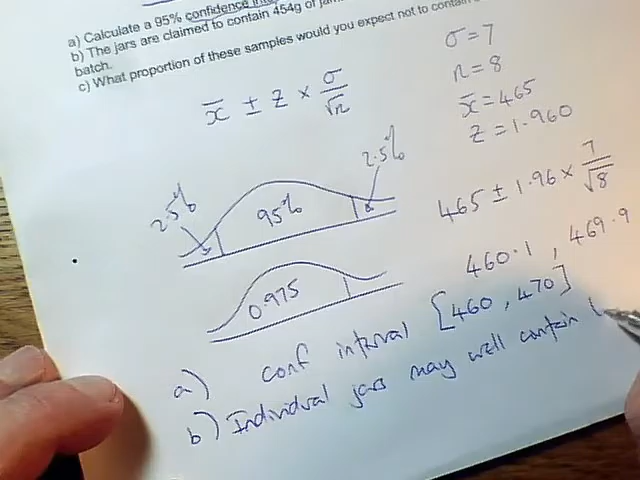 a) Calculate a 95% confidence
b) The jars are claimed to contain 454g of
batch.
c) What proportion of these samples would you expect not to contain
x̄ ± z × σ/√n
σ = 7
n = 8
x̄ = 465
z = 1.960
2.5%
95%
2.5%
465 ± 1.96 × 7/√8
0.975
460.1 , 469.9
a) conf interval [460, 470]
b) Individual jars may well contain